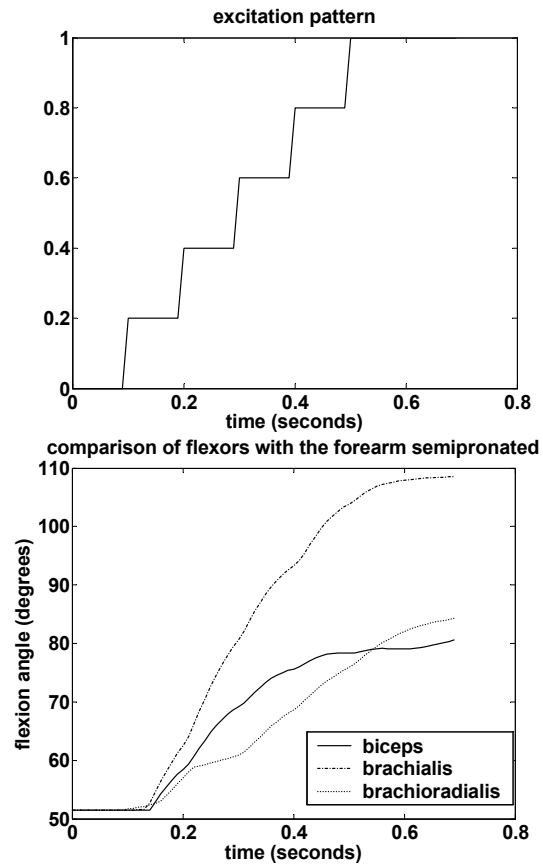 excitation pattern
1
0.8
0.6
0.4
0.2
0
0 0.2 0.4 0.6 0.8
time (seconds)
comparison of flexors with the forearm semipronated
110
100
90
80
70
60
50
flexion angle (degrees)
biceps
brachialis
brachioradialis
0 0.2 0.4 0.6 0.8
time (seconds)